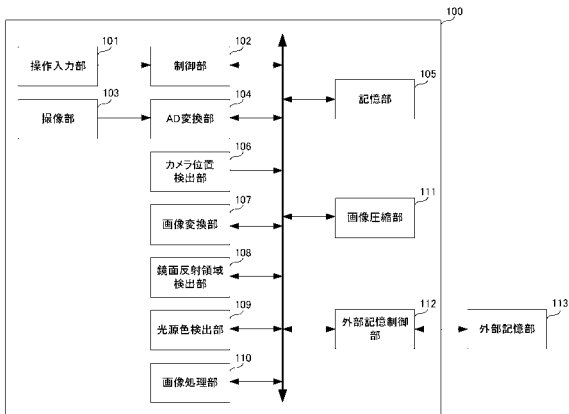 100
101
操作入力部
102
制御部
103
撮像部
104
AD変換部
105
記憶部
106
カメラ位置
検出部
107
画像変換部
108
鏡面反射領域
検出部
109
光源色検出部
110
画像処理部
111
画像圧縮部
112
外部記憶制御
部
113
外部記憶部